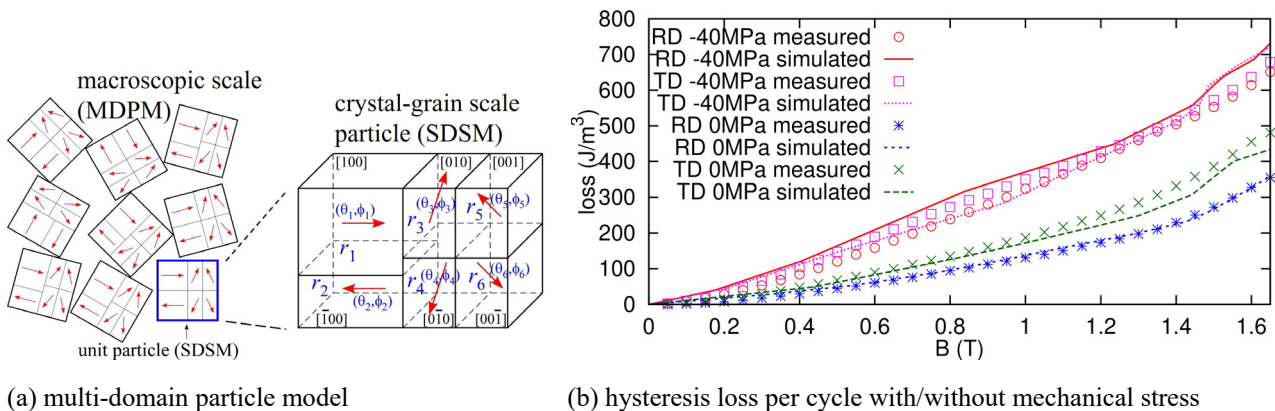 macroscopic scale
(MDPM)
crystal-grain scale
particle (SDSM)
[100]
[010]
[001]
(θ₁,ϕ₁)
(θ₃,ϕ₃)
(θ₅,ϕ₅)
r₁
r₃
r₅
r₂
(θ₂,ϕ₂)
r₄
(θ₄,ϕ₄)
r₆
(θ₆,ϕ₆)
[1̅00]
[01̅0]
[001̅]
unit particle (SDSM)
(a) multi-domain particle model
RD -40MPa measured
RD -40MPa simulated
TD -40MPa measured
TD -40MPa simulated
RD 0MPa measured
RD 0MPa simulated
TD 0MPa measured
TD 0MPa simulated
loss (J/m³)
800
700
600
500
400
300
200
100
0
0 0.2 0.4 0.6 0.8 1 1.2 1.4 1.6
B (T)
(b) hysteresis loss per cycle with/without mechanical stress